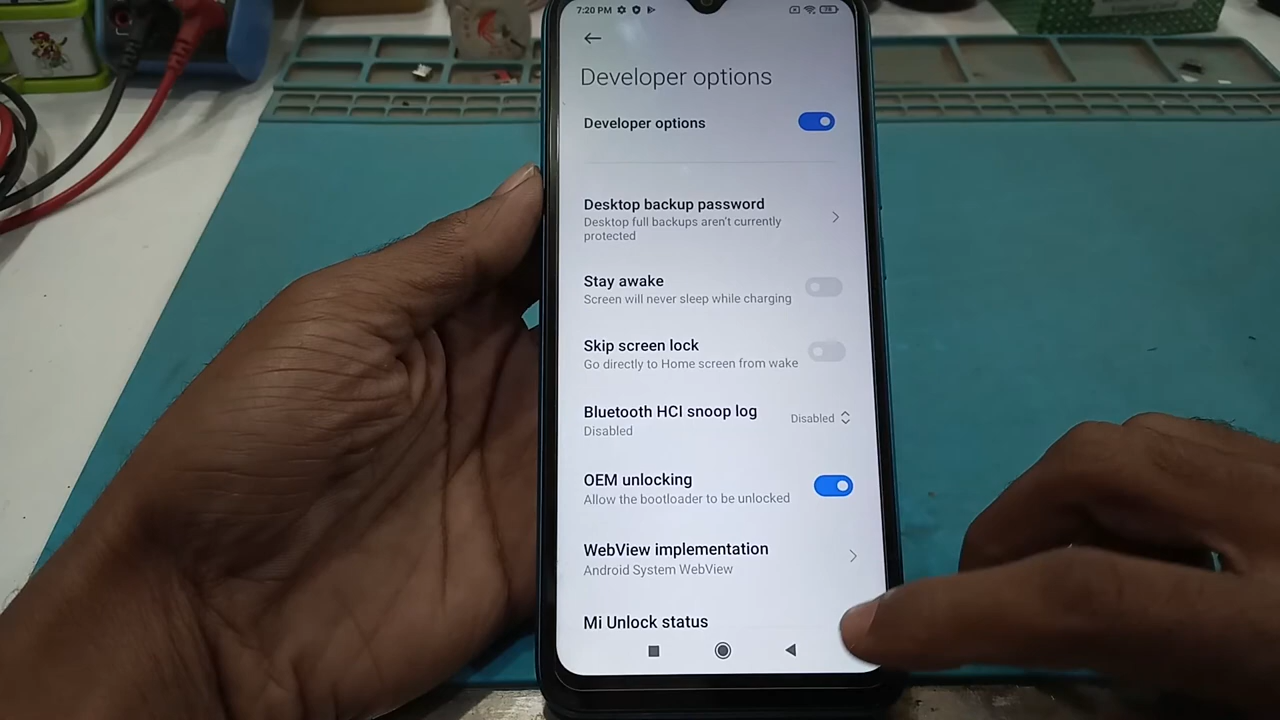 7:20 PM
Developer options
Developer options
Desktop backup password
Desktop full backups aren't currently
protected
Stay awake
Screen will never sleep while charging
Skip screen lock
Go directly to Home screen from wake
Bluetooth HCI snoop log
Disabled
Disabled
OEM unlocking
Allow the bootloader to be unlocked
WebView implementation
Android System WebView
Mi Unlock status